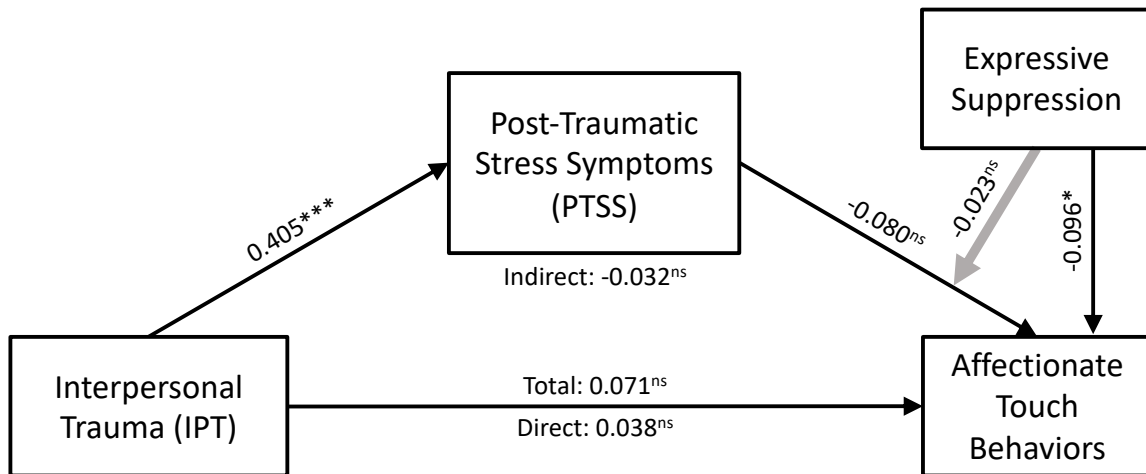 Expressive
Suppression
Post-Traumatic
Stress Symptoms
(PTSS)
0.405***
-0.080ns
-0.023ns
-0.096*
Indirect: -0.032ns
Interpersonal
Trauma (IPT)
Total: 0.071ns
Direct: 0.038ns
Affectionate
Touch
Behaviors